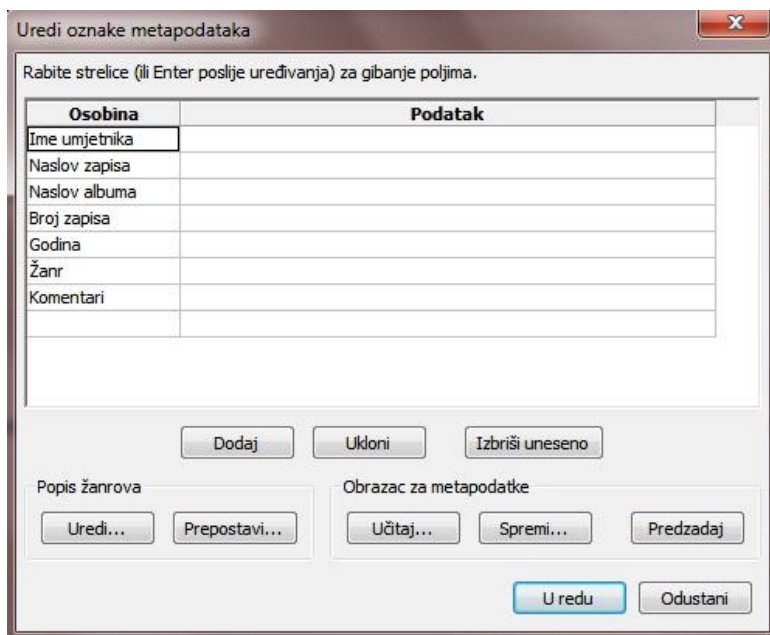 Uredi oznake metapodataka
Rabite strelice (ili Enter poslije uređivanja) za gibanje poljima.
Osobina Podatak
Ime umjetnika
Naslov zapisa
Naslov albuma
Broj zapisa
Godina
Žanr
Komentari
Dodaj Ukloni Izbriši uneseno
Popis žanrova Obrazac za metapodatke
Uredi... Prepostavi... Učitaj... Spremi... Predzadaj
U redu Odustani